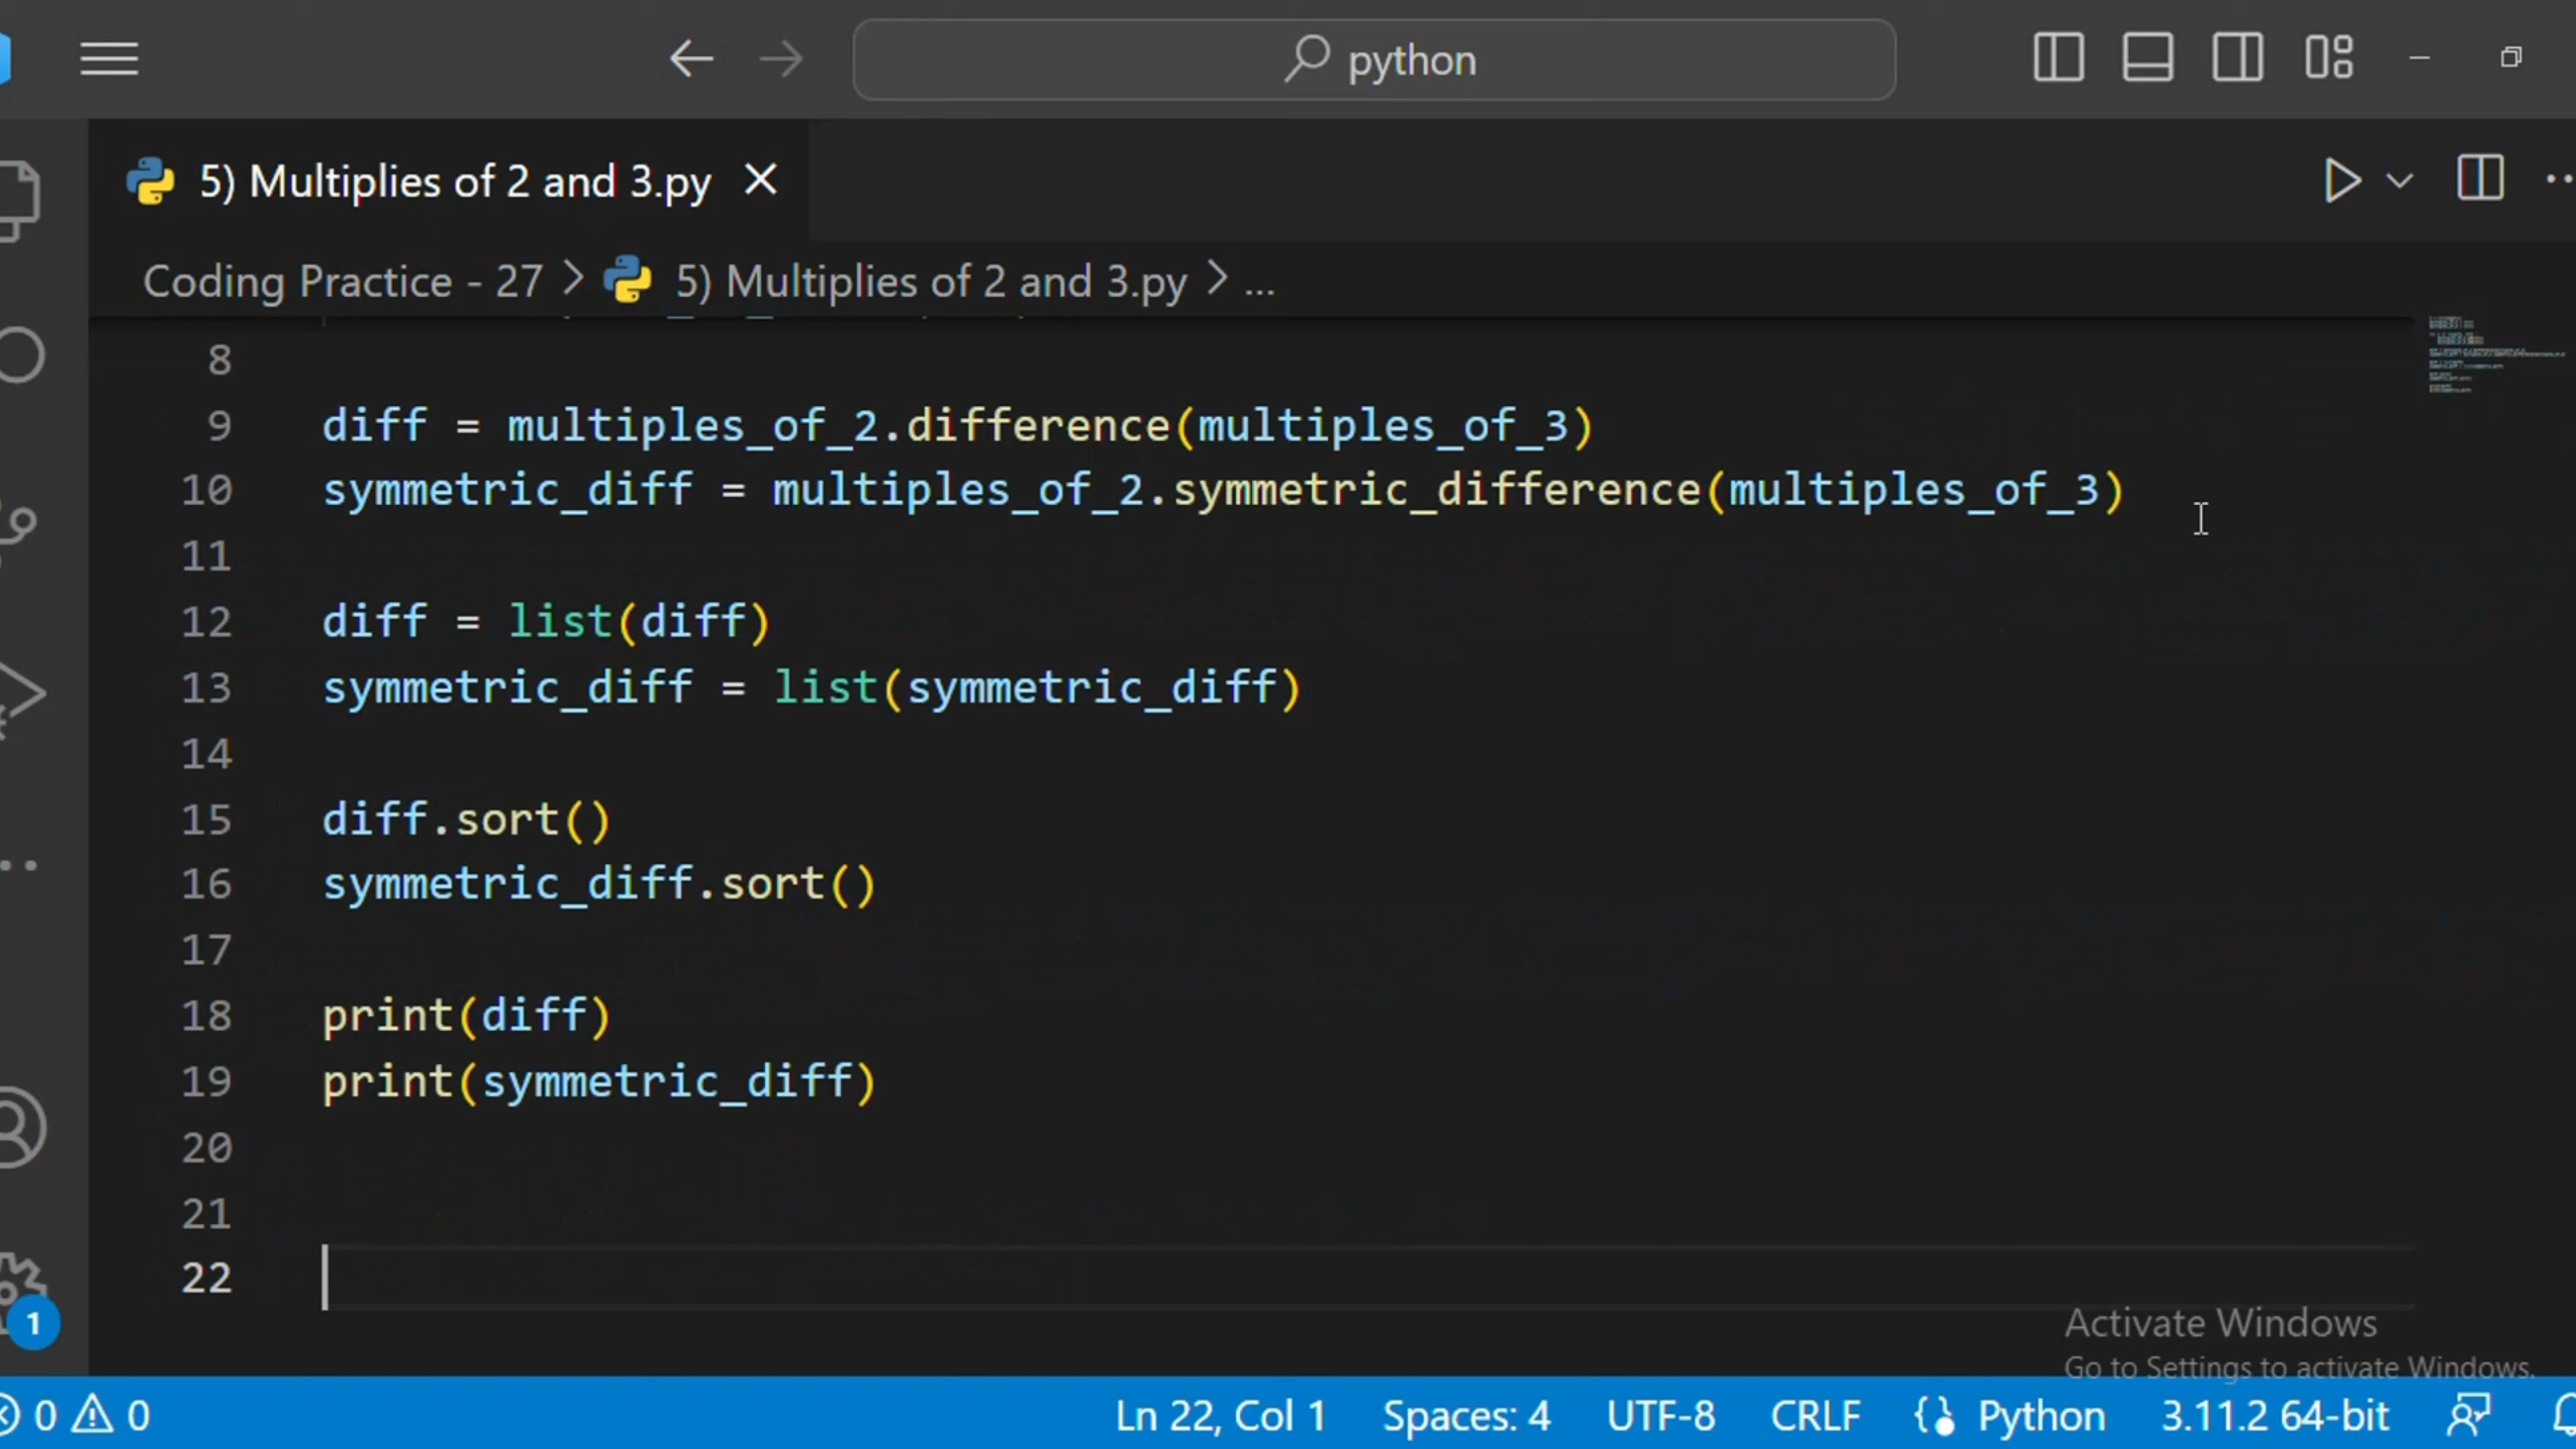 python
5) Multiplies of 2 and 3.py
Coding Practice - 27 > 5) Multiplies of 2 and 3.py > ...
8
9 diff = multiples_of_2.difference(multiples_of_3)
10 symmetric_diff = multiples_of_2.symmetric_difference(multiples_of_3)
11
12 diff = list(diff)
13 symmetric_diff = list(symmetric_diff)
14
15 diff.sort()
16 symmetric_diff.sort()
17
18 print(diff)
19 print(symmetric_diff)
20
21
22
1
Activate Windows
Go to Settings to activate Windows.
0 0 Ln 22, Col 1 Spaces: 4 UTF-8 CRLF Python 3.11.2 64-bit